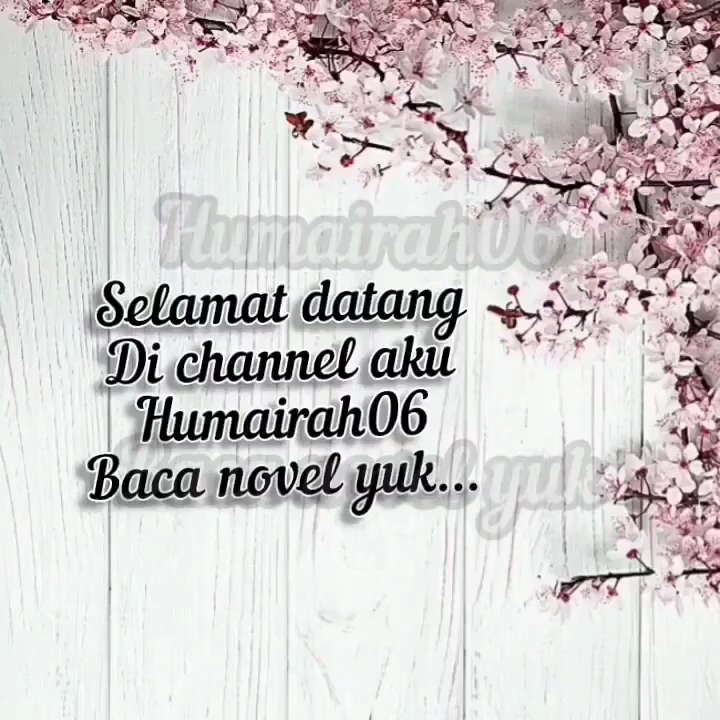 Humairah06
Selamat datang
Di channel aku
Humairah06
Baca novel yuk...